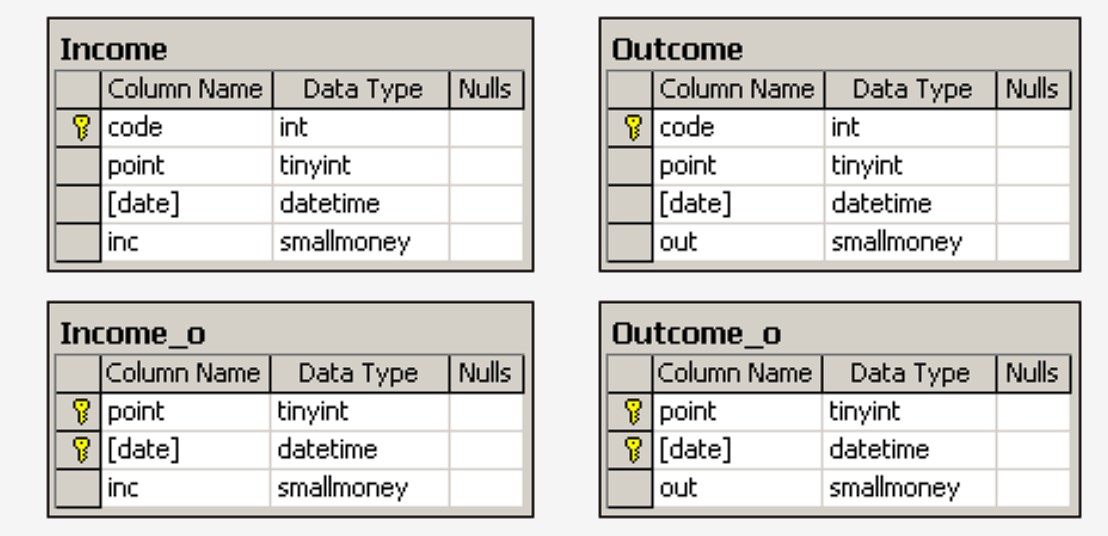 Income
Column Name Data Type Nulls
code int
point tinyint
[date] datetime
inc smallmoney
Outcome
Column Name Data Type Nulls
code int
point tinyint
[date] datetime
out smallmoney
Income_o
Column Name Data Type Nulls
point tinyint
[date] datetime
inc smallmoney
Outcome_o
Column Name Data Type Nulls
point tinyint
[date] datetime
out smallmoney